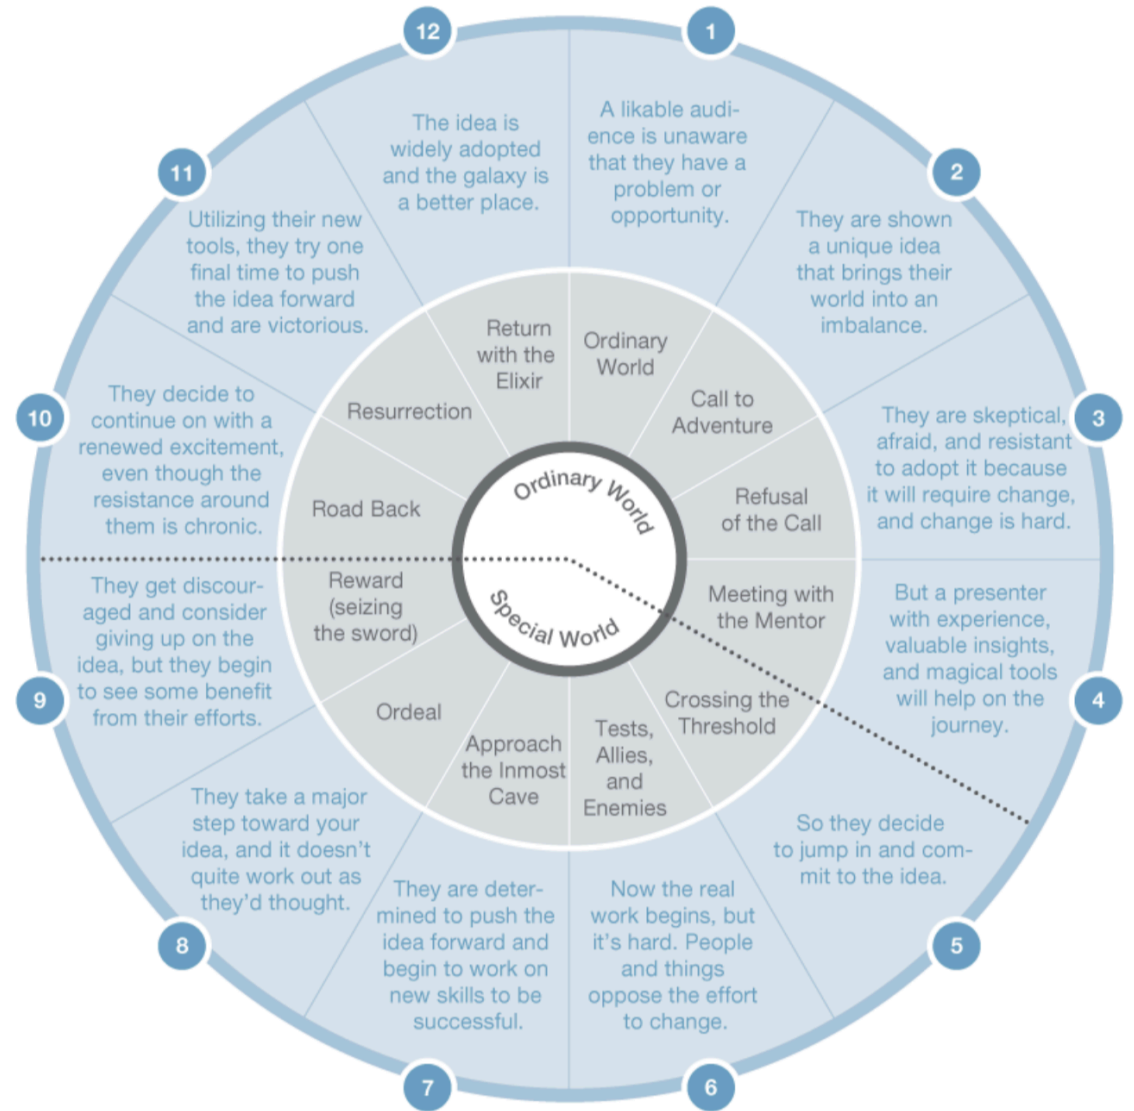 1
A likable audi-
ence is unaware
that they have a
problem or
opportunity.
2
They are shown
a unique idea
that brings their
world into an
imbalance.
3
They are skeptical,
afraid, and resistant
to adopt it because
it will require change,
and change is hard.
4
But a presenter
with experience,
valuable insights,
and magical tools
will help on the
journey.
5
So they decide
to jump in and com-
mit to the idea.
6
Now the real
work begins, but
it's hard. People
and things
oppose the effort
to change.
7
They are deter-
mined to push the
idea forward and
begin to work on
new skills to be
successful.
8
They take a major
step toward your
idea, and it doesn't
quite work out as
they'd thought.
9
They get discour-
aged and consider
giving up on the
idea, but they begin
to see some benefit
from their efforts.
10
They decide to
continue on with a
renewed excitement,
even though the
resistance around
them is chronic.
11
Utilizing their new
tools, they try one
final time to push
the idea forward
and are victorious.
12
The idea is
widely adopted
and the galaxy is
a better place.
Ordinary
World
Call to
Adventure
Refusal
of the Call
Meeting with
the Mentor
Crossing the
Threshold
Tests,
Allies,
and
Enemies
Approach
the Inmost
Cave
Ordeal
Reward
(seizing
the sword)
Road Back
Resurrection
Return
with the
Elixir
Ordinary World
Special World